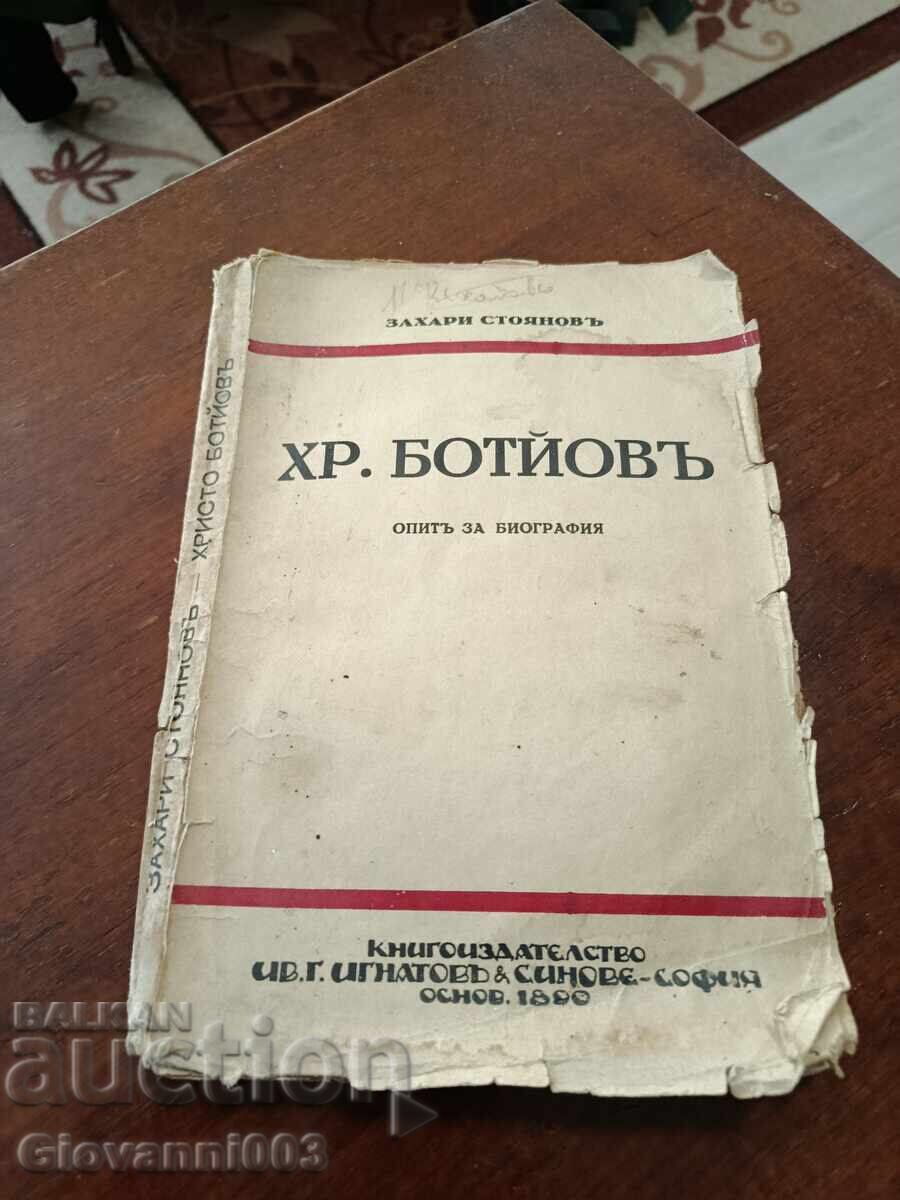 ЗАХАРИ СТОЯНОВЪ
ХР. БОТЙОВЪ
ОПИТЪ ЗА БИОГРАФИЯ
КНИГОИЗДАТЕЛСТВО
ИВ. Г. ИГНАТОВЪ & СИНОВЕ - СОФИЯ
ОСНОВ. 1890
ЗАХАРИ СТОЯНОВЪ — ХРИСТО БОТЙОВЪ
BALKAN
auction
Giovanni003